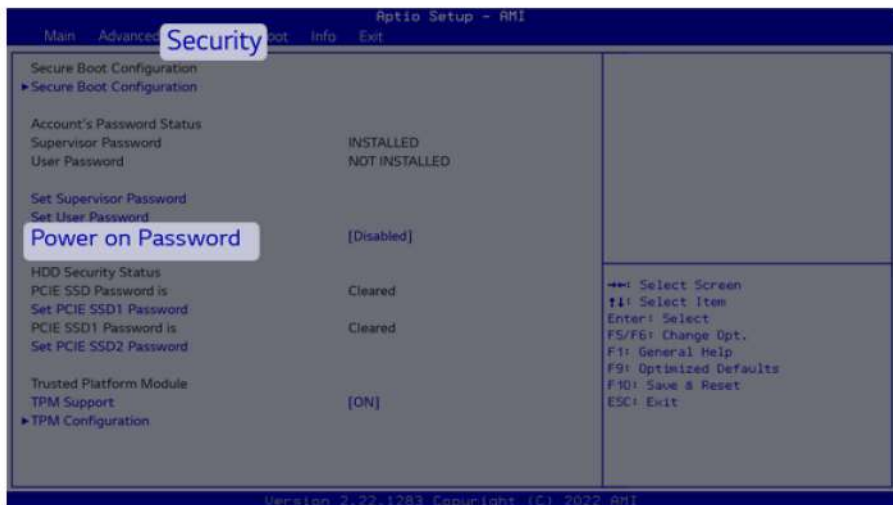 Aptio Setup - AMI
Main Advanced Security oot Info Exit
Secure Boot Configuration
►Secure Boot Configuration
Account's Password Status
Supervisor Password INSTALLED
User Password NOT INSTALLED
Set Supervisor Password
Set User Password
Power on Password [Disabled]
HDD Security Status
PCIE SSD Password is Cleared
Set PCIE SSD1 Password
PCIE SSD1 Password is Cleared
Set PCIE SSD2 Password
Trusted Platform Module
TPM Support [ON]
►TPM Configuration
→←: Select Screen
↑↓: Select Item
Enter: Select
F5/F6: Change Opt.
F1: General Help
F9: Optimized Defaults
F10: Save & Reset
ESC: Exit
Version 2.22.1283 Copyright (C) 2022 AMI